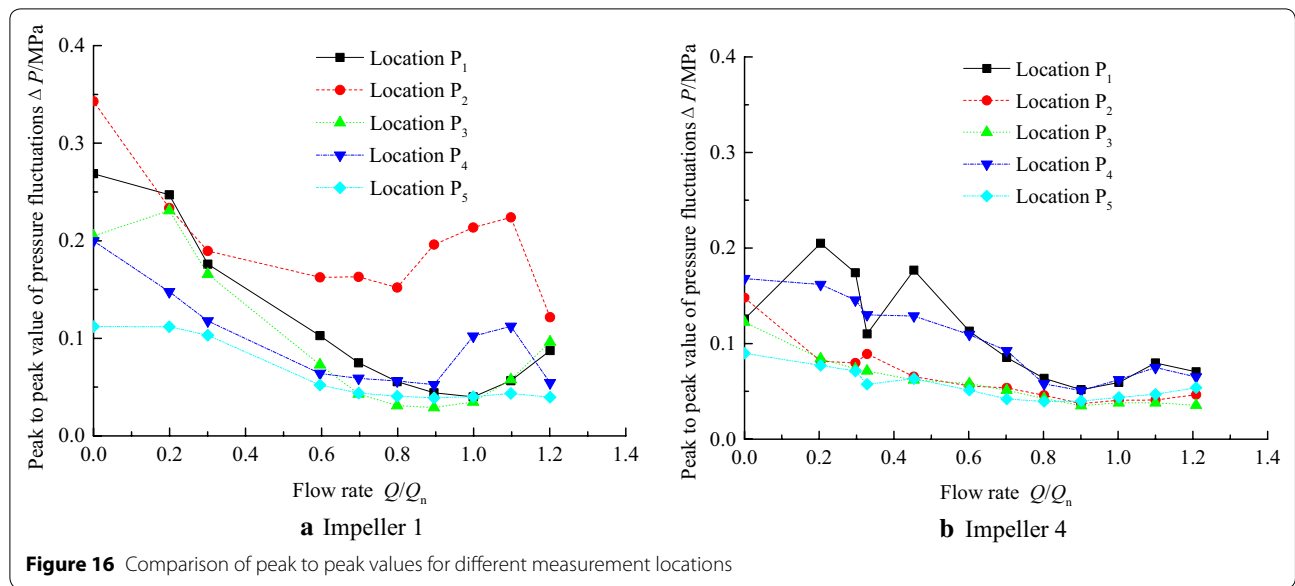 Peak to peak value of pressure fluctuations Δ P/MPa
0.4
0.3
0.2
0.1
0.0
Location P1
Location P2
Location P3
Location P4
Location P5
0.0 0.2 0.4 0.6 0.8 1.0 1.2 1.4
Flow rate Q/Qn
a Impeller 1
Peak to peak value of pressure fluctuations Δ P/MPa
0.4
0.3
0.2
0.1
0.0
Location P1
Location P2
Location P3
Location P4
Location P5
0.0 0.2 0.4 0.6 0.8 1.0 1.2 1.4
Flow rate Q/Qn
b Impeller 4
Figure 16 Comparison of peak to peak values for different measurement locations